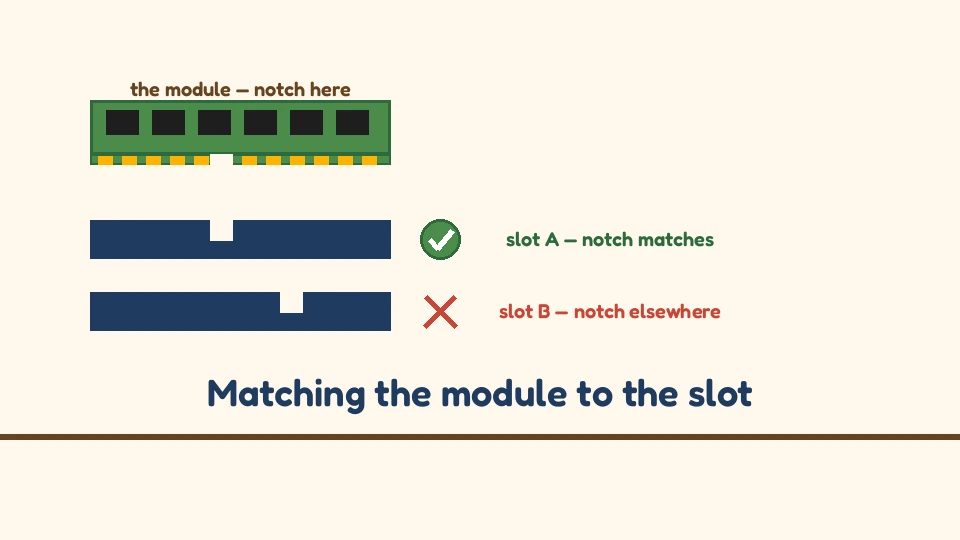 the module — notch here
slot A — notch matches
slot B — notch elsewhere
Matching the module to the slot